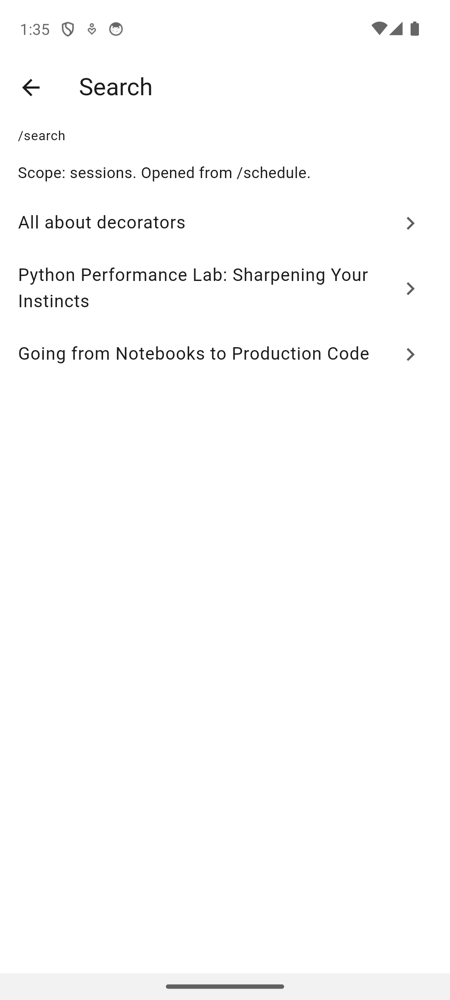 1:35
Search
/search
Scope: sessions. Opened from /schedule.
All about decorators
Python Performance Lab: Sharpening Your
Instincts
Going from Notebooks to Production Code